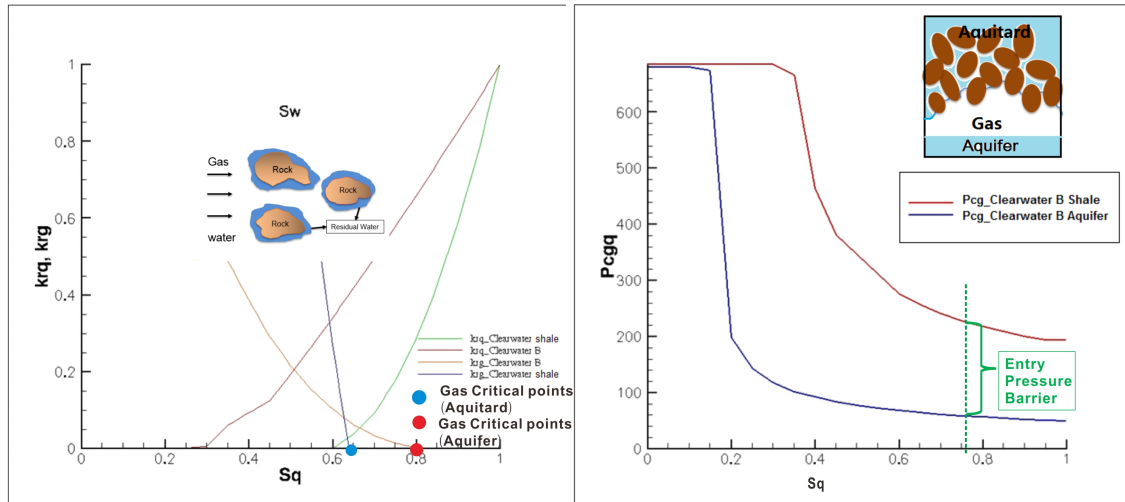 krq, krg
1
0.8
0.6
0.4
0.2
0
0
0.2
0.4
0.6
0.8
1
Sq
Sw
Gas
water
Rock
Rock
Rock
Residual Water
krq_Clearwater shale
krq_Clearwater B
krg_Clearwater B
krg_Clearwater shale
Gas Critical points
(Aquitard)
Gas Critical points
(Aquifer)
Pcgq
600
500
400
300
200
100
0
0
0.2
0.4
0.6
0.8
1
Sq
Aquitard
Gas
Aquifer
Pcg_Clearwater B Shale
Pcg_Clearwater B Aquifer
Entry
Pressure
Barrier